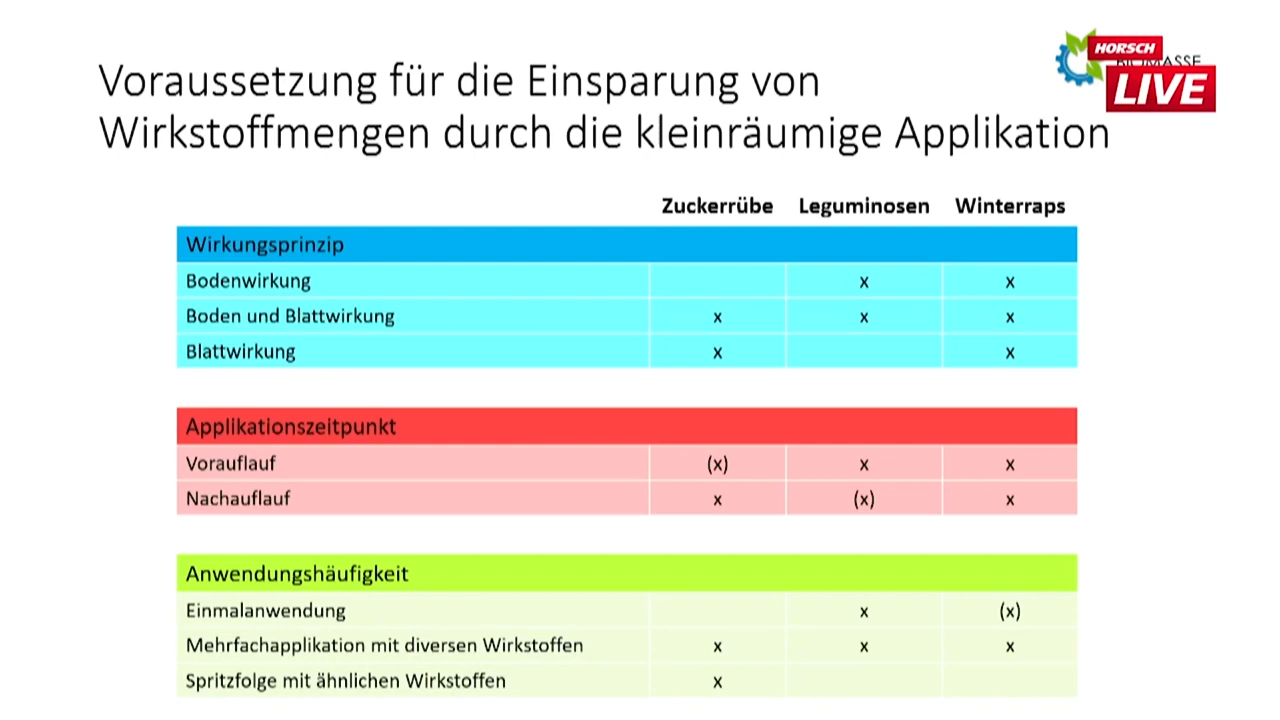 HORSCH
LIVE
Voraussetzung für die Einsparung von
Wirkstoffmengen durch die kleinräumige Applikation
Zuckerrübe Leguminosen Winterraps
Wirkungsprinzip
Bodenwirkung x x
Boden und Blattwirkung x x x
Blattwirkung x x
Applikationszeitpunkt
Vorauflauf (x) x x
Nachauflauf x (x) x
Anwendungshäufigkeit
Einmalanwendung x (x)
Mehrfachapplikation mit diversen Wirkstoffen x x x
Spritzfolge mit ähnlichen Wirkstoffen x